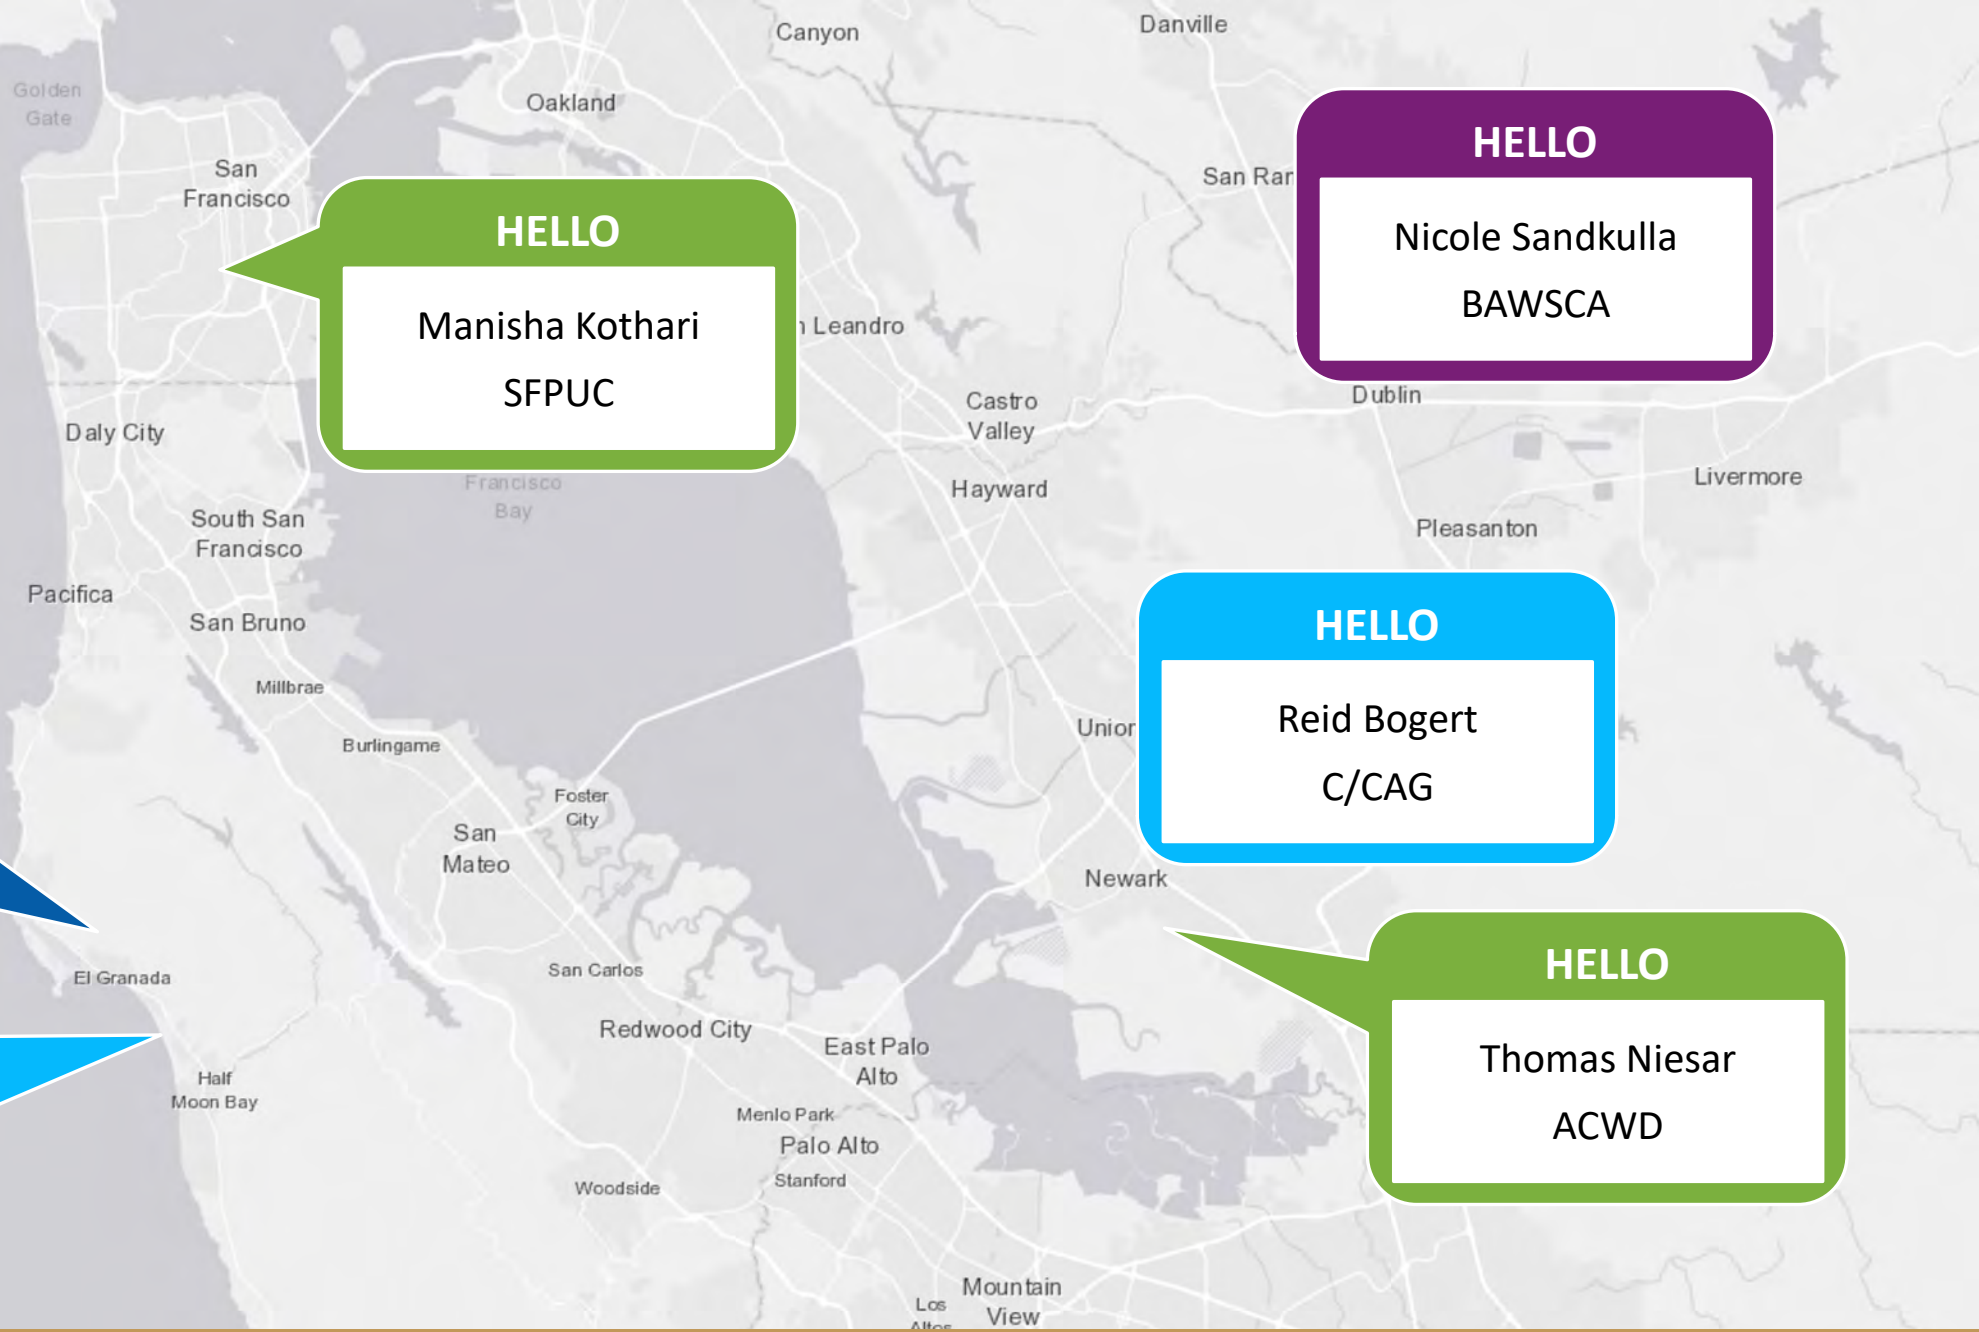 Canyon
Danville
Golden
Gate
Oakland
San
Francisco
San Ran
HELLO
Nicole Sandkulla
BAWSCA
HELLO
Manisha Kothari
SFPUC
Leandro
Castro
Valley
Dublin
Daly City
Hayward
Livermore
Francisco
Bay
South San
Francisco
Pleasanton
Pacifica
San Bruno
Millbrae
Burlingame
HELLO
Reid Bogert
C/CAG
Union
Foster
City
San
Mateo
Newark
El Granada
San Carlos
HELLO
Thomas Niesar
ACWD
Redwood City
East Palo
Alto
Half
Moon Bay
Menlo Park
Palo Alto
Stanford
Woodside
Mountain
View
Los
Altos